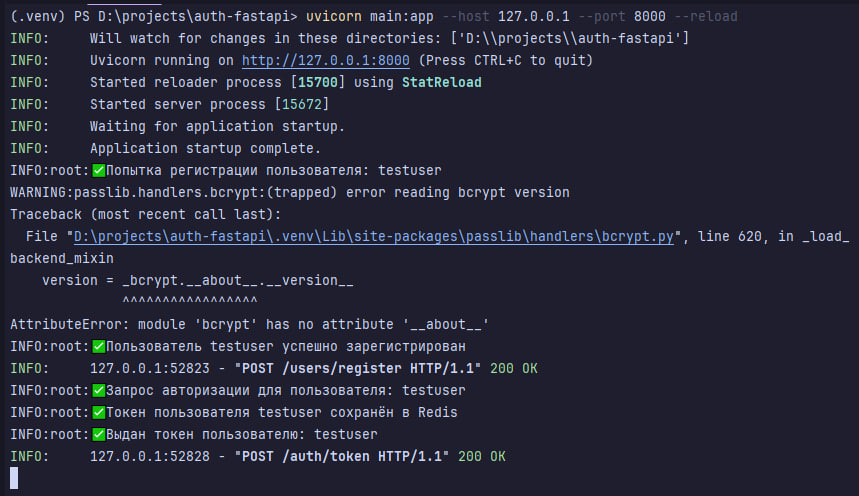 (.venv) PS D:\projects\auth-fastapi> uvicorn main:app --host 127.0.0.1 --port 8000 --reload
INFO:     Will watch for changes in these directories: ['D:\\projects\\auth-fastapi']
INFO:     Uvicorn running on http://127.0.0.1:8000 (Press CTRL+C to quit)
INFO:     Started reloader process [15700] using StatReload
INFO:     Started server process [15672]
INFO:     Waiting for application startup.
INFO:     Application startup complete.
INFO:root:✅Попытка регистрации пользователя: testuser
WARNING:passlib.handlers.bcrypt:(trapped) error reading bcrypt version
Traceback (most recent call last):
  File "D:\projects\auth-fastapi\.venv\Lib\site-packages\passlib\handlers\bcrypt.py", line 620, in _load_
backend_mixin
    version = _bcrypt.__about__.__version__
              ^^^^^^^^^^^^^^^^^
AttributeError: module 'bcrypt' has no attribute '__about__'
INFO:root:✅Пользователь testuser успешно зарегистрирован
INFO:     127.0.0.1:52823 - "POST /users/register HTTP/1.1" 200 OK
INFO:root:✅Запрос авторизации для пользователя: testuser
INFO:root:✅Токен пользователя testuser сохранён в Redis
INFO:root:✅Выдан токен пользователю: testuser
INFO:     127.0.0.1:52828 - "POST /auth/token HTTP/1.1" 200 OK